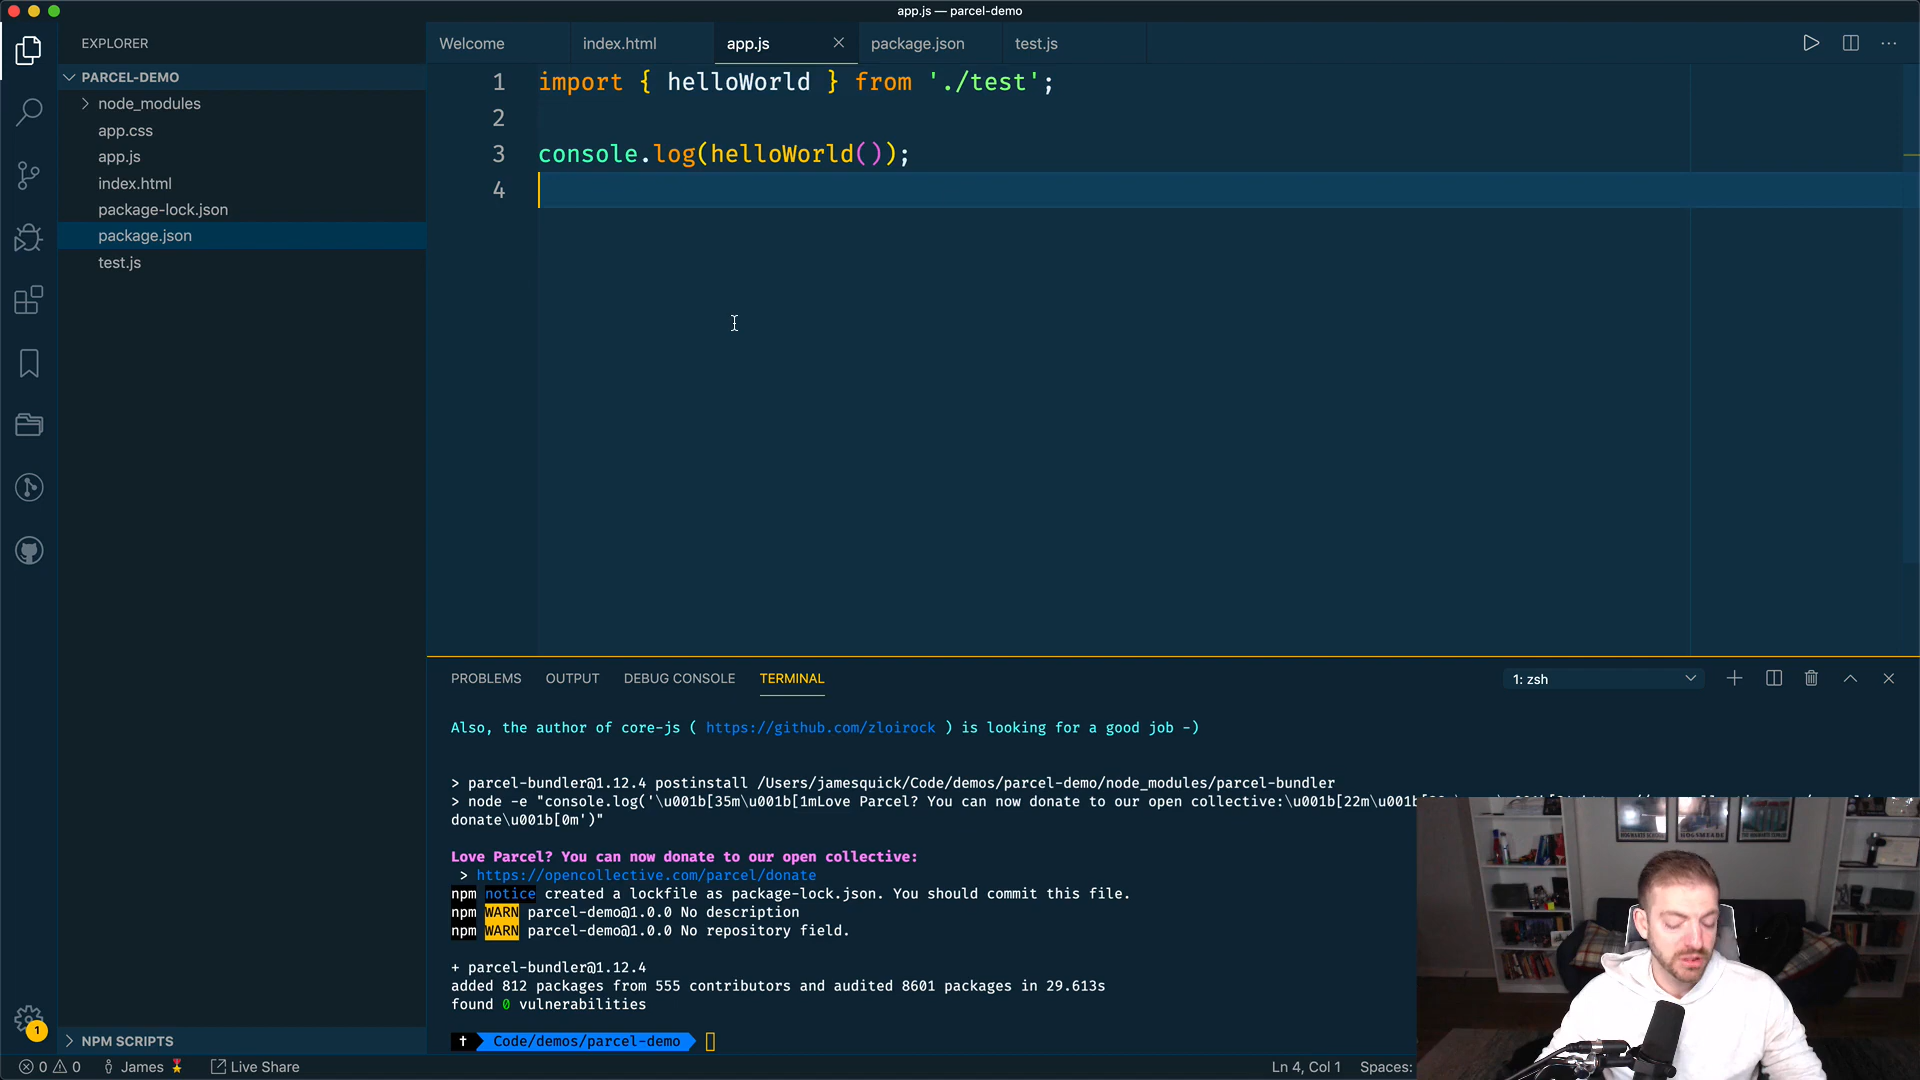 app.js — parcel-demo
EXPLORER
Welcome
index.html
app.js
package.json
test.js
PARCEL-DEMO
node_modules
app.css
app.js
index.html
package-lock.json
package.json
test.js
1 import { helloWorld } from './test';
2
3 console.log(helloWorld());
4
PROBLEMS
OUTPUT
DEBUG CONSOLE
TERMINAL
1: zsh
Also, the author of core-js ( https://github.com/zloirock ) is looking for a good job -)
> parcel-bundler@1.12.4 postinstall /Users/jamesquick/Code/demos/parcel-demo/node_modules/parcel-bundler
> node -e "console.log('\u001b[35m\u001b[1mLove Parcel? You can now donate to our open collective:\u001b[22m\u001b[
donate\u001b[0m')"
Love Parcel? You can now donate to our open collective:
> https://opencollective.com/parcel/donate
npm notice created a lockfile as package-lock.json. You should commit this file.
npm WARN parcel-demo@1.0.0 No description
npm WARN parcel-demo@1.0.0 No repository field.
+ parcel-bundler@1.12.4
added 812 packages from 555 contributors and audited 8601 packages in 29.613s
found 0 vulnerabilities
Code/demos/parcel-demo
1
NPM SCRIPTS
0 0 James Live Share
Ln 4, Col 1 Spaces: